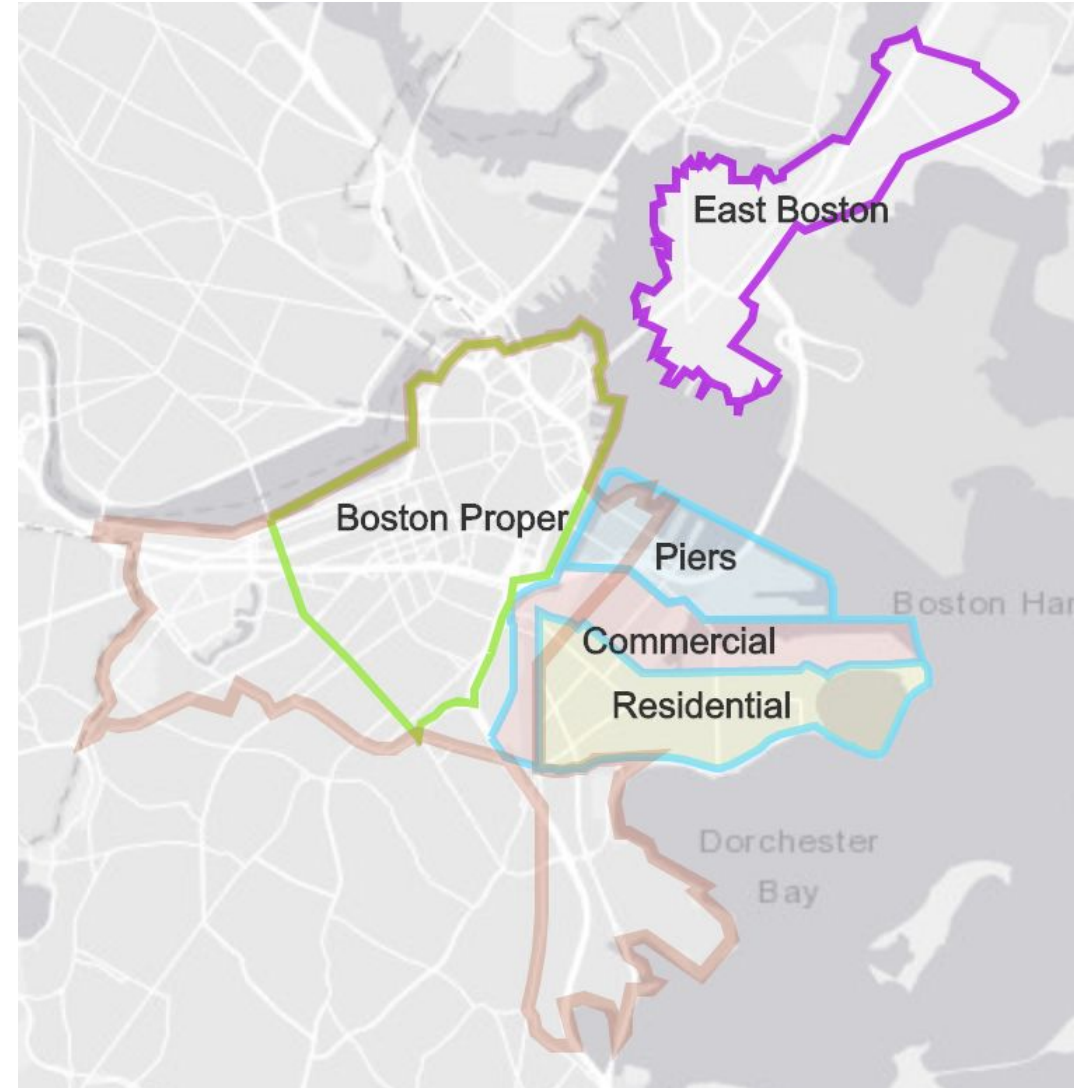 East Boston
Boston Proper
Piers
Boston Har
Commercial
Residential
Dorchester
Bay